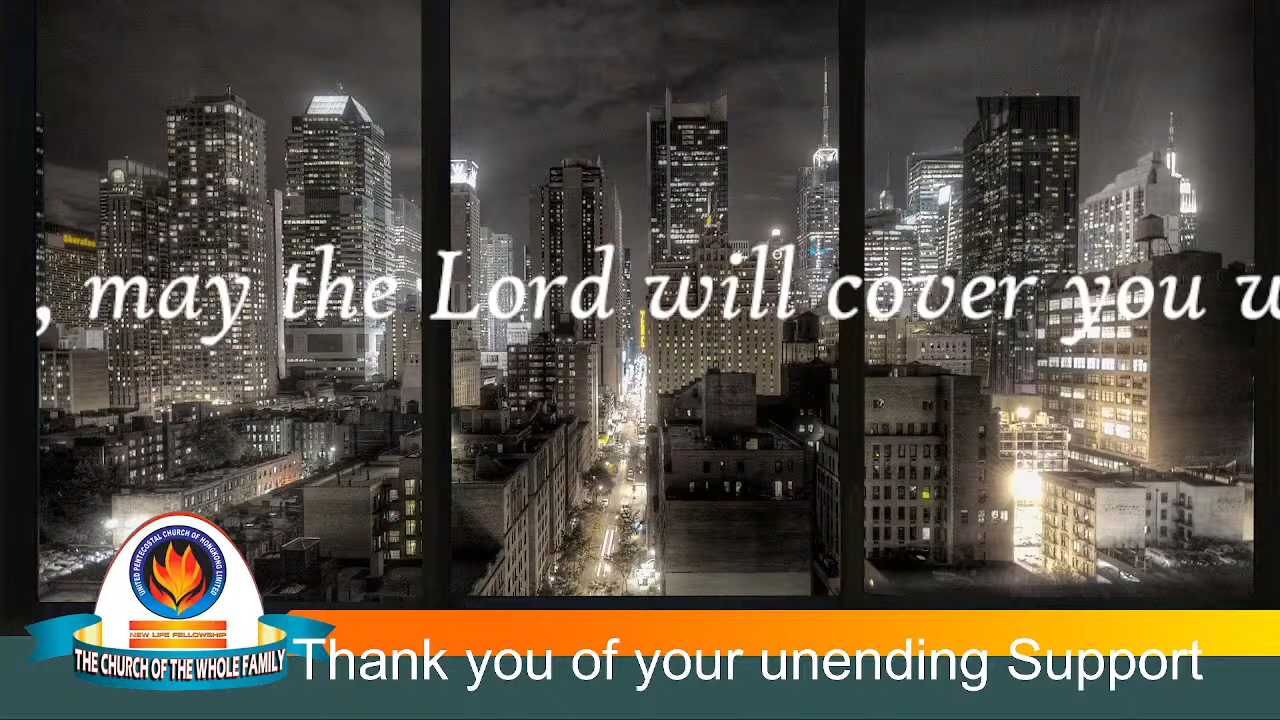 Sheraton
, may the Lord will cover you w
UNITED PENTECOSTAL CHURCH OF HONGKONG LIMITED
NEW LIFE FELLOWSHIP
THE CHURCH OF THE WHOLE FAMILY
Thank you of your unending Support